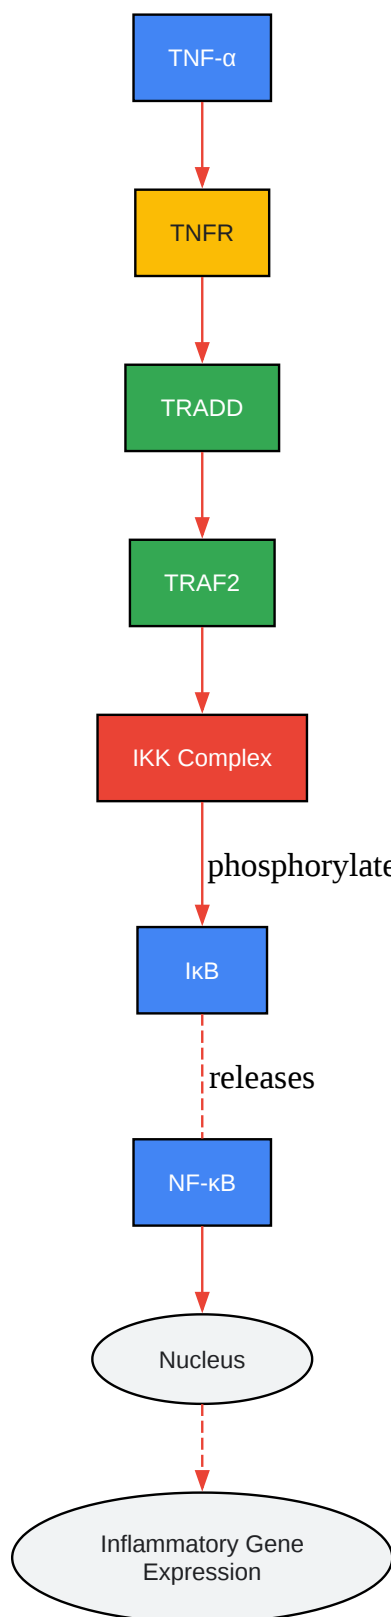 TNF-α
TNFR
TRADD
TRAF2
IKK Complex
phosphorylate
IκB
releases
NF-κB
Nucleus
Inflammatory Gene
Expression